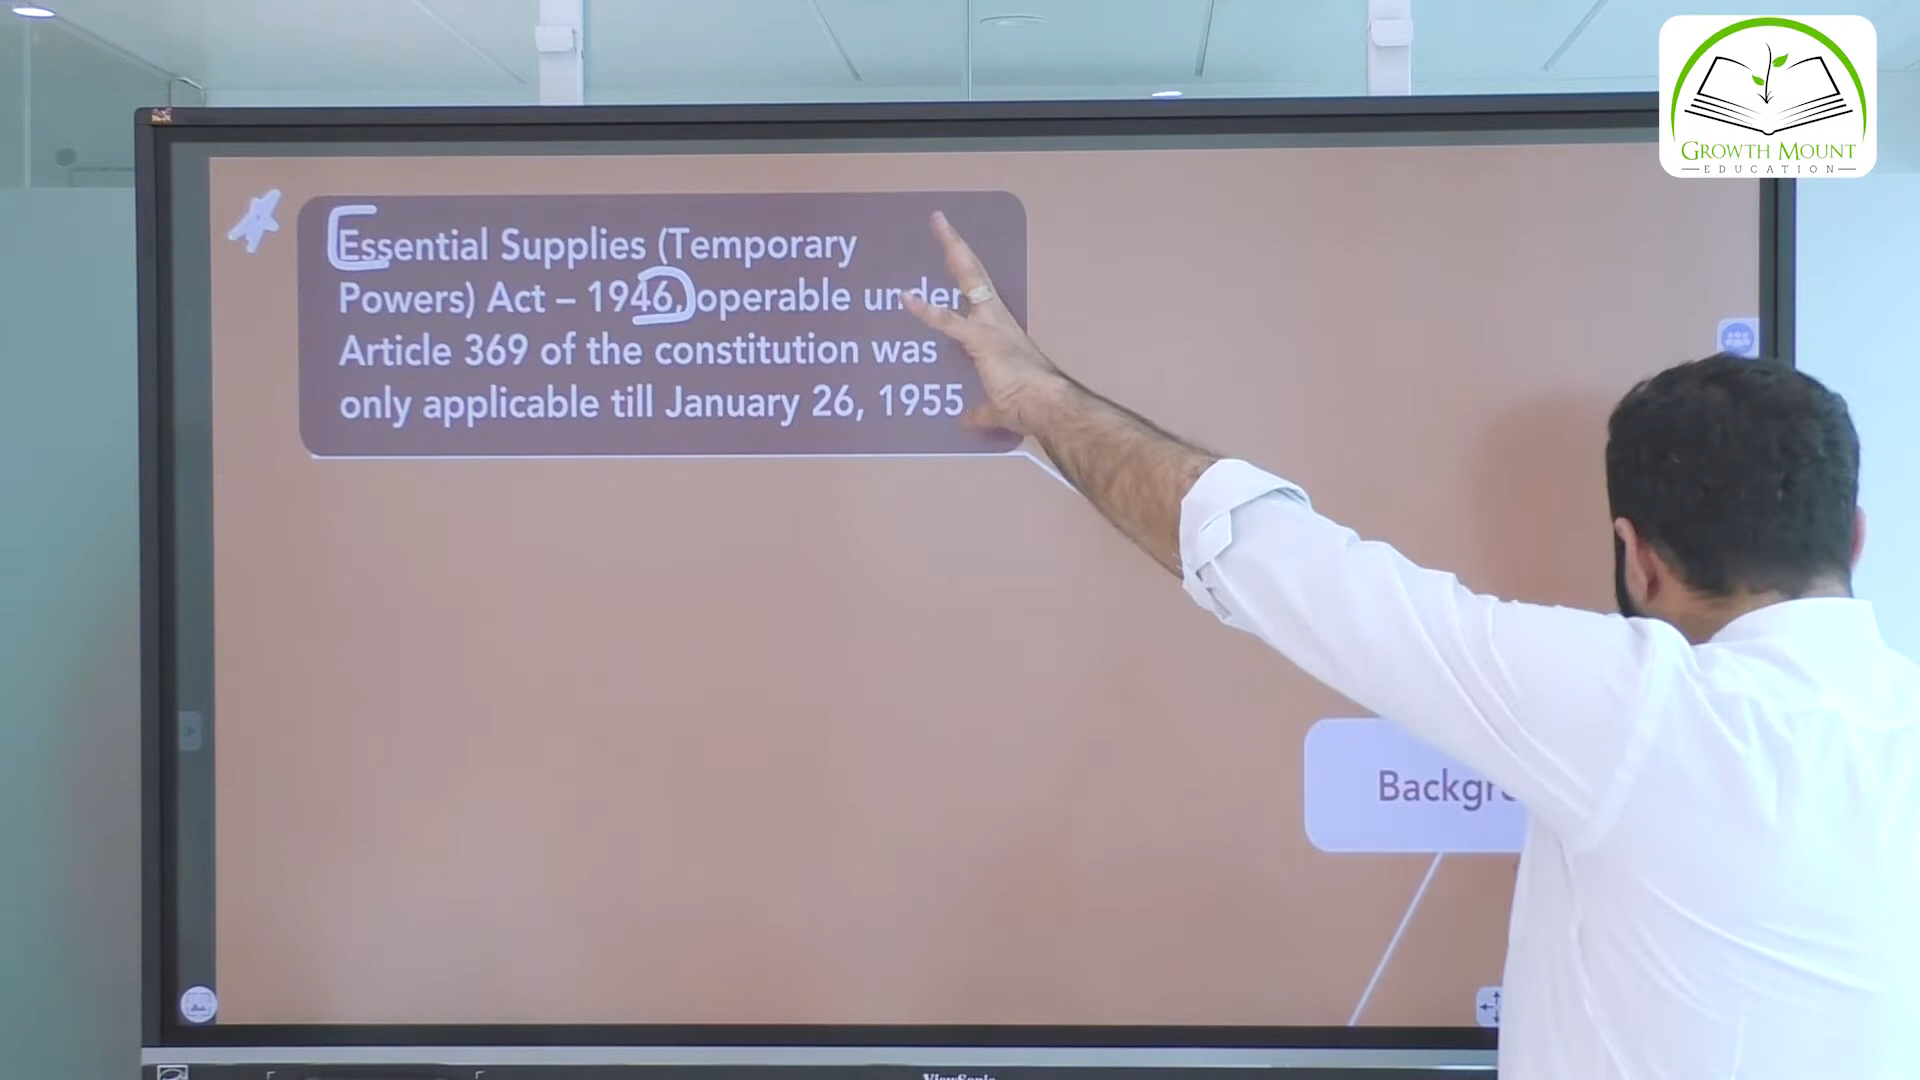 GROWTH MOUNT
EDUCATION
Essential Supplies (Temporary
Powers) Act – 1946, operable under
Article 369 of the constitution was
only applicable till January 26, 1955
ViewSonic